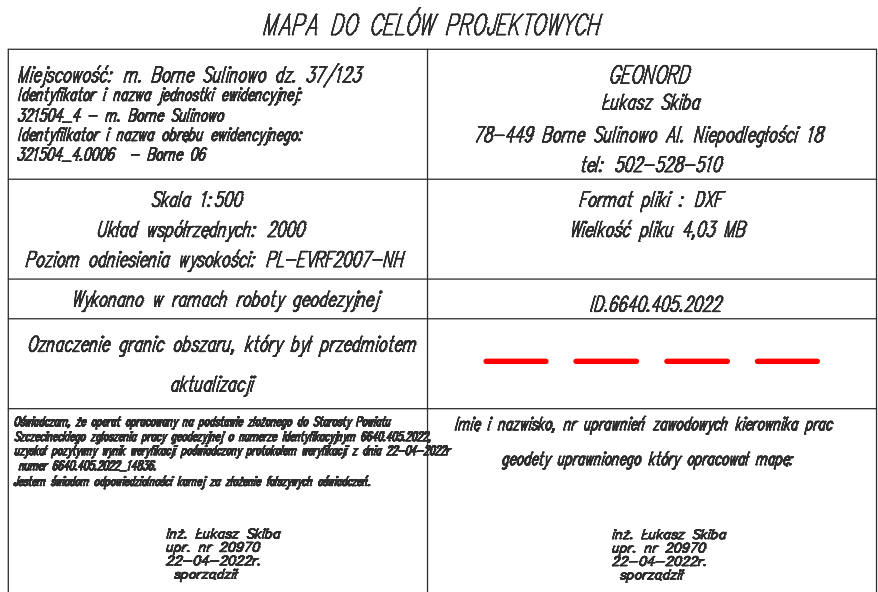 MAPA DO CELÓW PROJEKTOWYCH
Miejscowość: m. Borne Sulinowo dz. 37/123
Identyfikator i nazwa jednostki ewidencyjnej:
321504_4 – m. Borne Sulinowo
Identyfilkator i nazwa obrębu ewidencyjnego:
321504_4.0006 – Borne 06
GEONORD
Łukasz Skiba
78–449 Borne Sulinowo Al. Niepodległości 18
tel: 502–528–510
Skala 1:500
Układ współrzędnych: 2000
Poziom odniesienia wysokości: PL–EVRF2007–NH
Format pliki : DXF
Wielkość pliku 4,03 MB
Wykonano w ramach roboty geodezyjnej
ID.6640.405.2022
Oznaczenie granic obszaru, który był przedmiotem
aktualizacji
Oświadczam, że operat opracowany na podstawie złożonego do Starosty Powiatu
Szczecineckiego zgłoszenia pracy geodezyjnej o numerze identyfikacyjnym 6640.405.2022,
uzyskał pozytywny wynik weryfikacji poświadczony protokołem weryfikacji z dnia 22–04–2022r
numer 6640.405.2022_14836.
Jestem świadom odpowiedzialności karnej za złożenie fałszywych oświadczeń.
inż. Łukasz Skiba
upr. nr 20970
22–04–2022r.
sporządził
Imię i nazwisko, nr uprawnień zawodowych kierownika prac
geodety uprawnionego który opracował mapę:
inż. Łukasz Skiba
upr. nr 20970
22–04–2022r.
sporządził